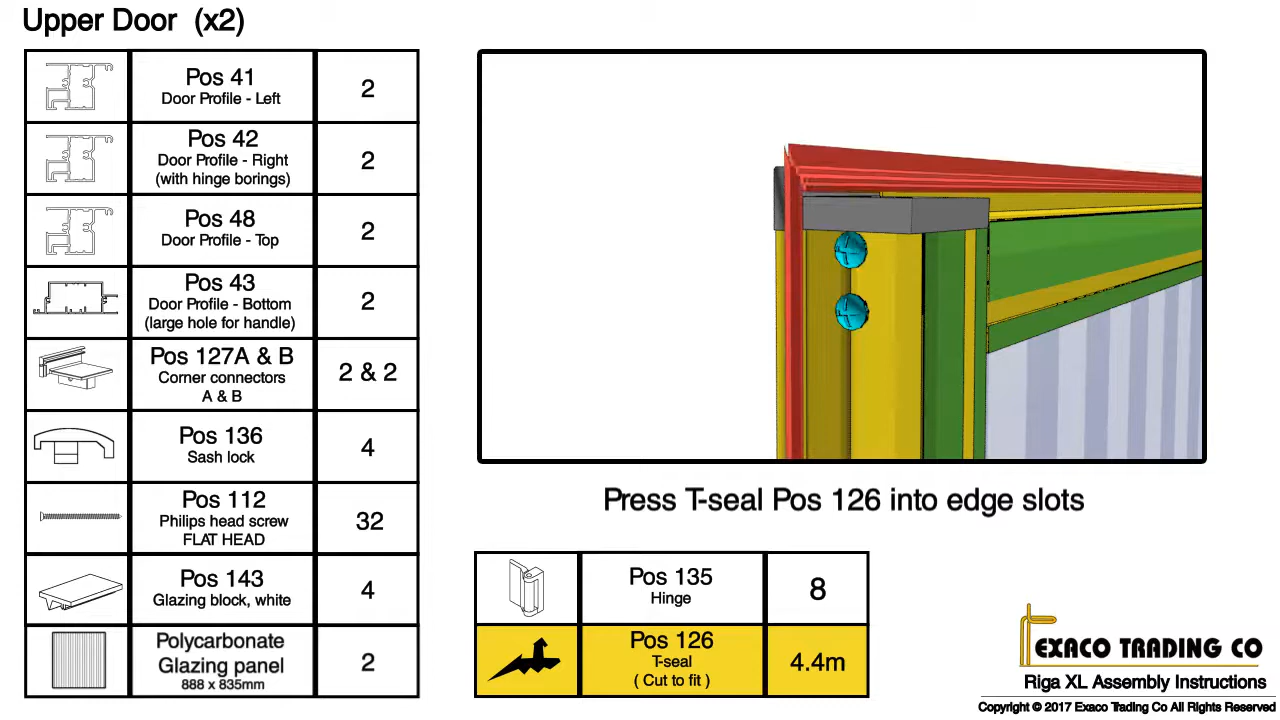 Upper Door (x2)
Pos 41
Door Profile - Left
2
Pos 42
Door Profile - Right
(with hinge borings)
2
Pos 48
Door Profile - Top
2
Pos 43
Door Profile - Bottom
(large hole for handle)
2
Pos 127A & B
Corner connectors
A & B
2 & 2
Pos 136
Sash lock
4
Pos 112
Philips head screw
FLAT HEAD
32
Pos 143
Glazing block, white
4
Polycarbonate
Glazing panel
888 x 835mm
2
Press T-seal Pos 126 into edge slots
Pos 135
Hinge
8
Pos 126
T-seal
( Cut to fit )
4.4m
EXACO TRADING CO
Riga XL Assembly Instructions
Copyright © 2017 Exaco Trading Co All Rights Reserved